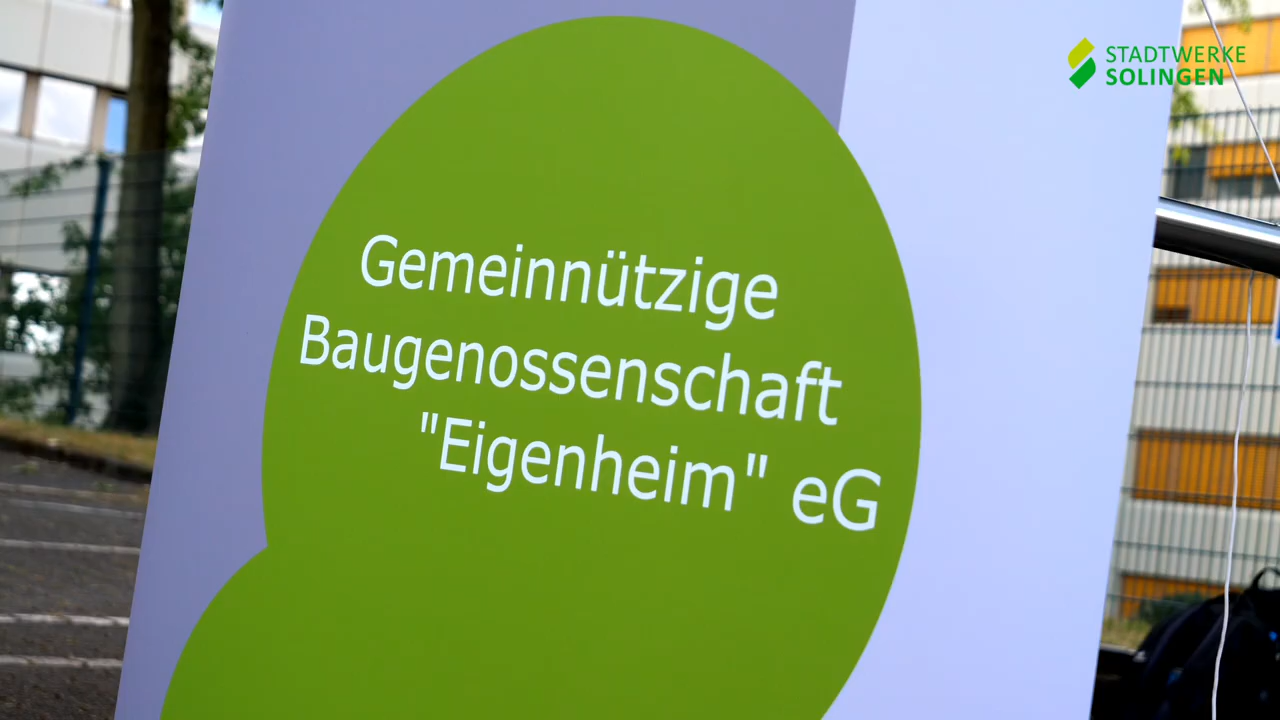 STADTWERKE
SOLINGEN
Gemeinnützige
Baugenossenschaft
"Eigenheim" eG